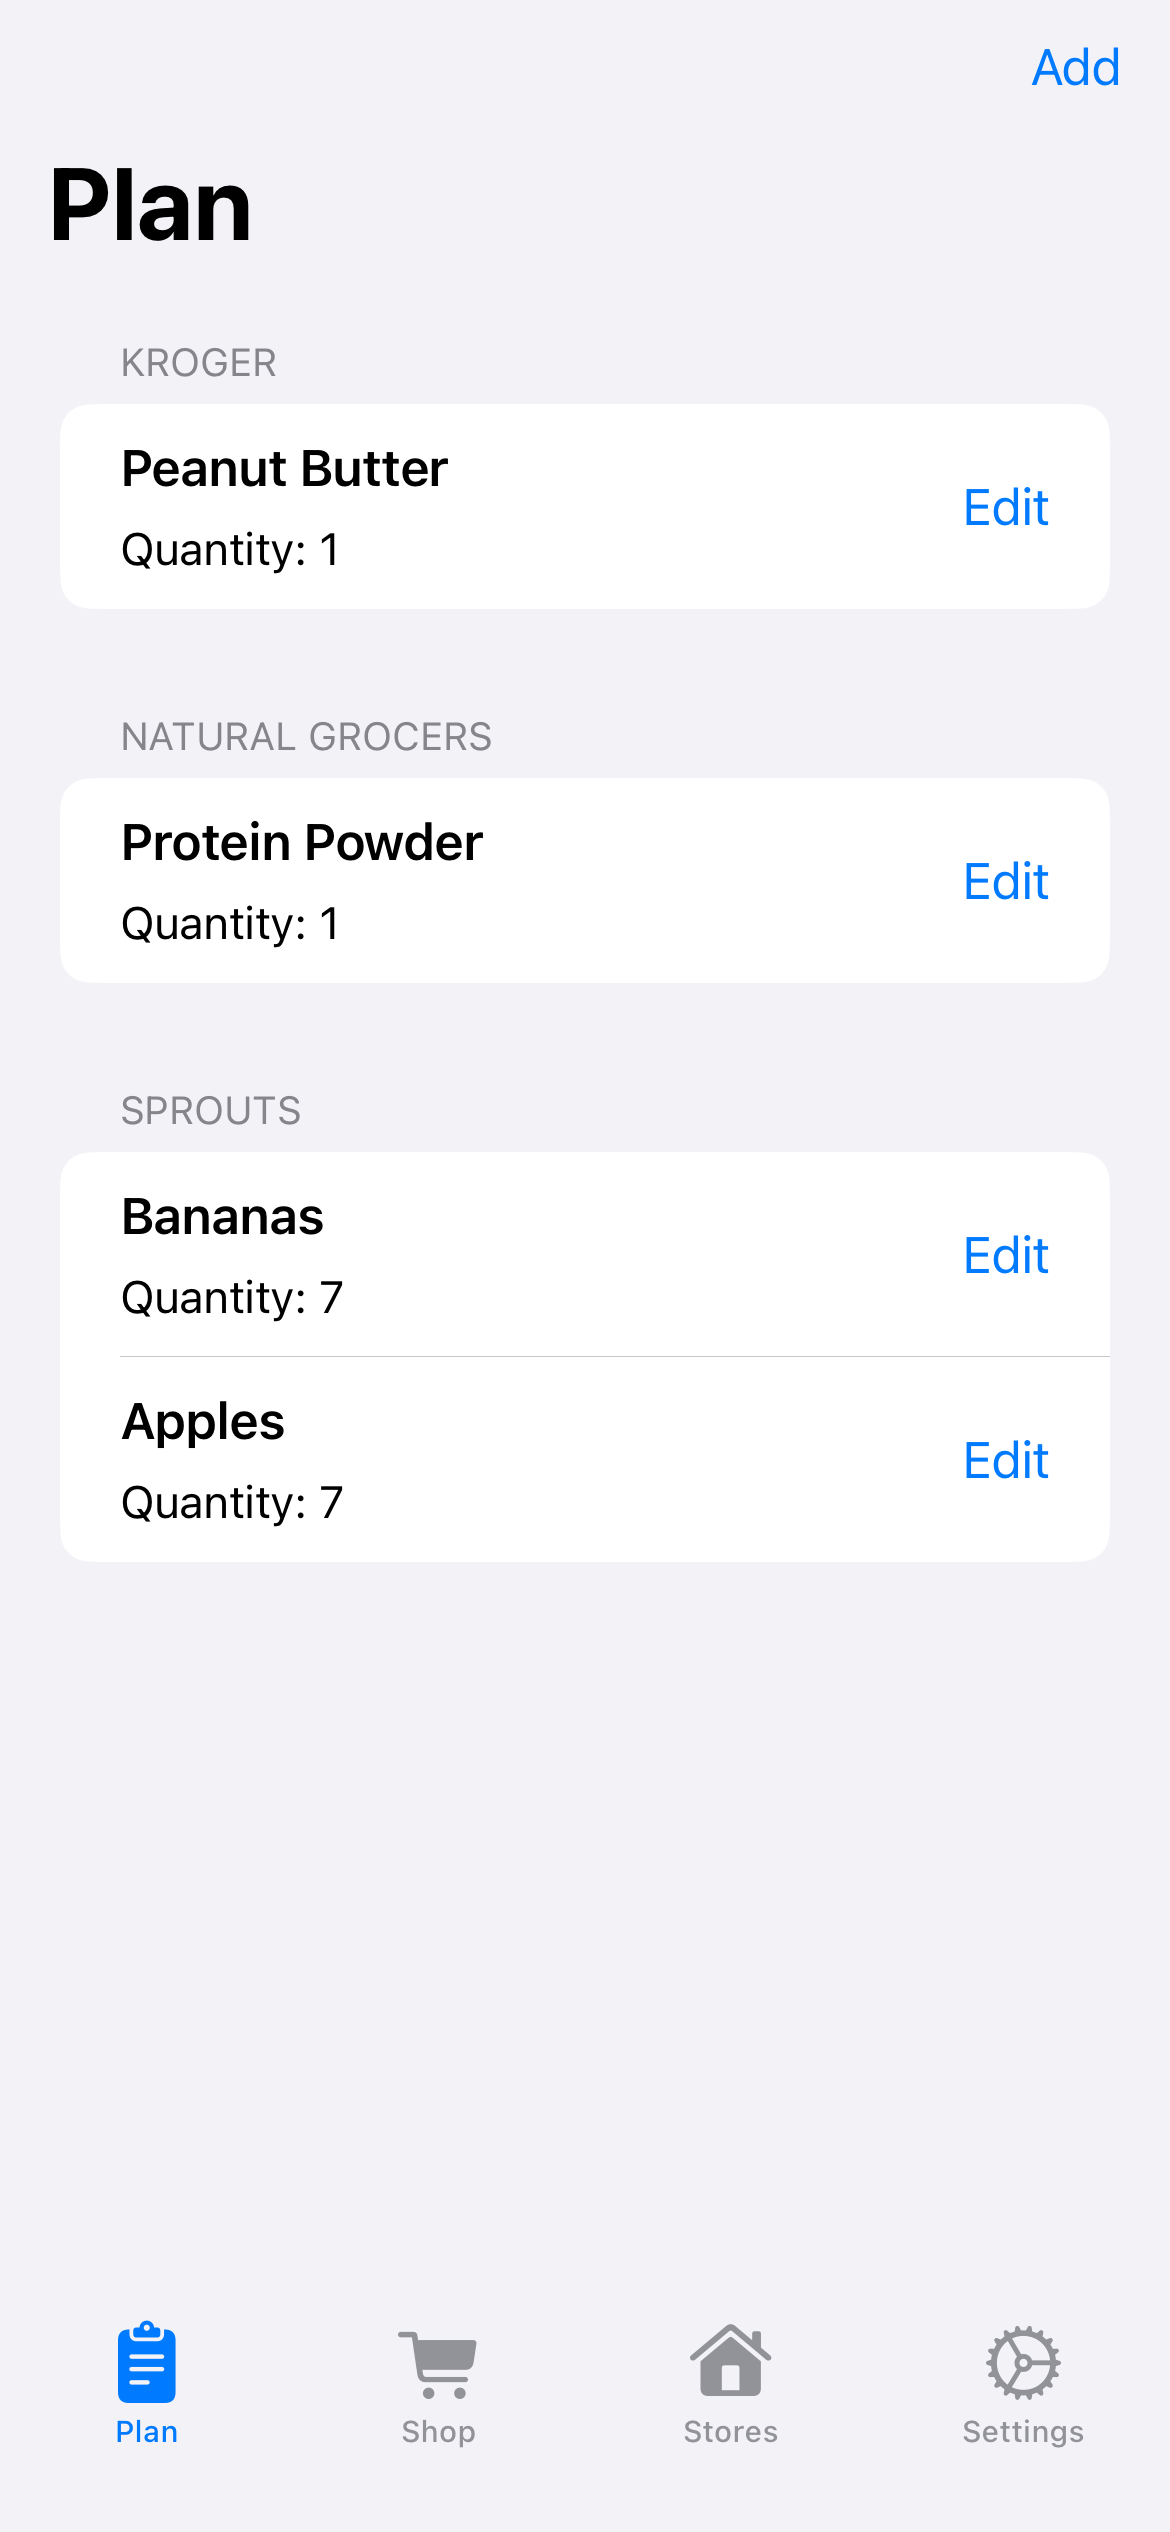 Add
Plan
KROGER
Peanut Butter
Quantity: 1
Edit
NATURAL GROCERS
Protein Powder
Quantity: 1
Edit
SPROUTS
Bananas
Quantity: 7
Edit
Apples
Quantity: 7
Edit
Plan
Shop
Stores
Settings